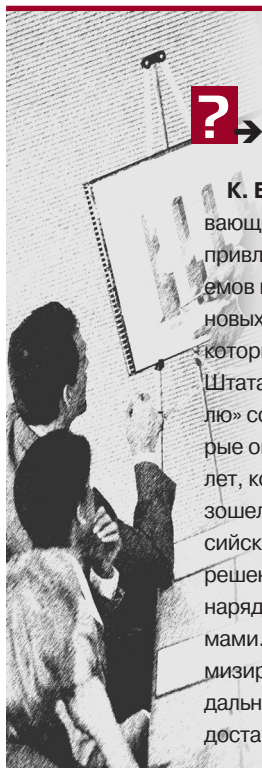 ?
К. Е
вающ
привл
емов
новых
котор
Штата
лю» со
рые о
лет, ко
зошел
сийск
решен
наряд
мами.
мизир
дальн
доста